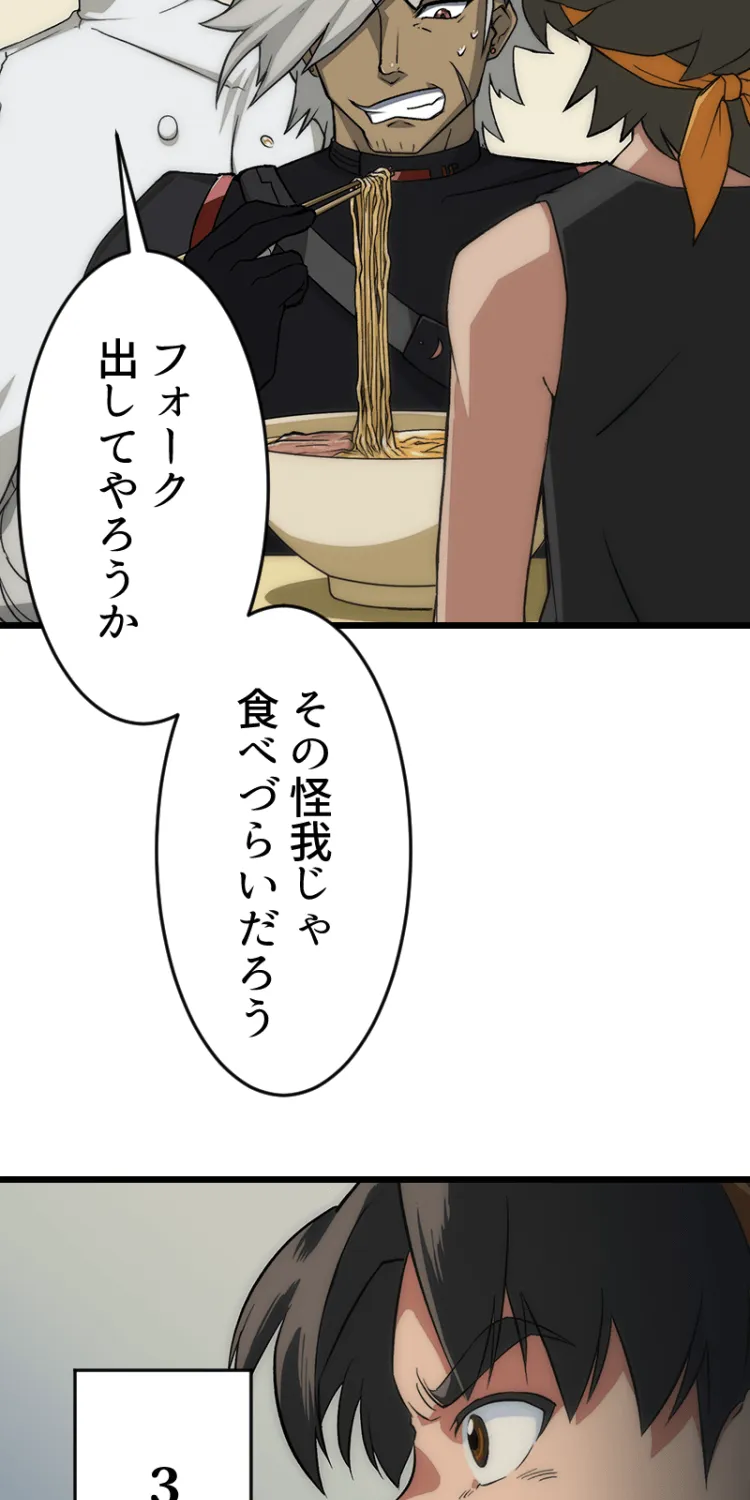 フォーク
出してやろうか
その怪我じゃ
食べづらいだろう
3